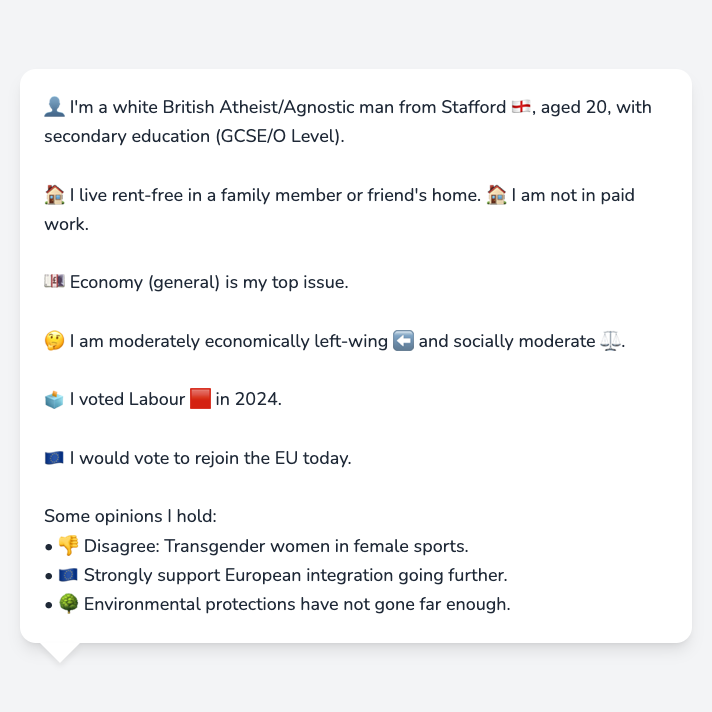 👤 I'm a white British Atheist/Agnostic man from Stafford 🏴󠁧󠁢󠁥󠁮󠁧󠁿, aged 20, with
secondary education (GCSE/O Level).
🏠 I live rent-free in a family member or friend's home. 🏠 I am not in paid
work.
💷 Economy (general) is my top issue.
🤔 I am moderately economically left-wing ⬅️ and socially moderate ⚖️.
🗳️ I voted Labour 🟥 in 2024.
🇪🇺 I would vote to rejoin the EU today.
Some opinions I hold:
• 👎 Disagree: Transgender women in female sports.
• 🇪🇺 Strongly support European integration going further.
• 🌳 Environmental protections have not gone far enough.